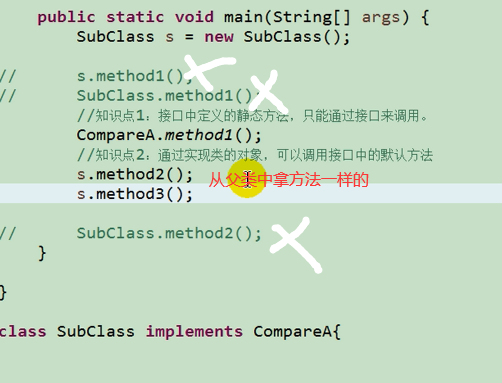 public static void main(String[] args) {
SubClass s = new SubClass();
// s.method1();
// SubClass.method1()
//知识点1：接口中定义的静态方法，只能通过接口来调用。
CompareA.method1();
//知识点2：通过实现类的对象，可以调用接口中的默认方法
s.method2();
从父类中拿方法一样的
s.method3();
// SubClass.method2();
}
}
class SubClass implements CompareA{